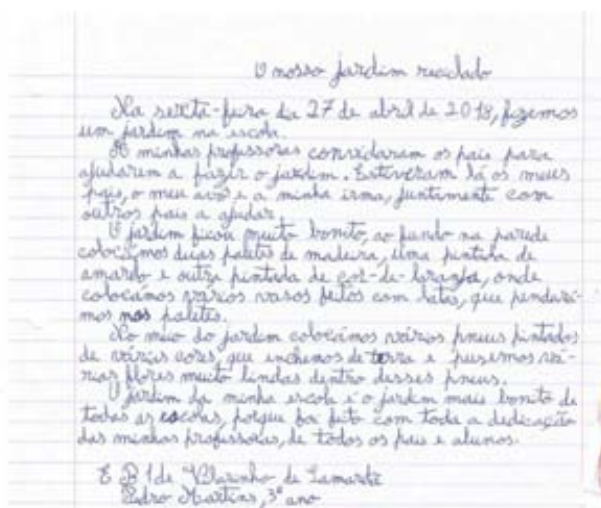 O nosso jardim reciclado
Na sexta-feira dia 27 de abril de 2018, fizemos
um jardim na escola.
As minhas professoras convidaram os pais para
ajudarem a fazer o jardim. Estiveram lá os meus
pais, o meu avô e a minha irma, juntamente com
outros pais a ajudar.
O jardim ficou muito bonito, ao fundo na parede
colocámos duas paletes de madeira, uma pintada de
amarelo e outra pintada de cor-de-laranja, onde
colocámos vários vasos feitos com latas, que pendurá-
mos nas paletes.
No meio do jardim colocámos vários pneus pintados
de várias cores, que enchemos de terra e pusemos vá-
rias flores muito lindas dentro desses pneus.
O jardim da minha escola é o jardim mais bonito de
todas as escolas, porque foi feito com toda a dedicação
das minhas professoras, de todos os pais e alunos.
E B 1 de Vilarinho de Samardã
Pedro Martins, 3º ano